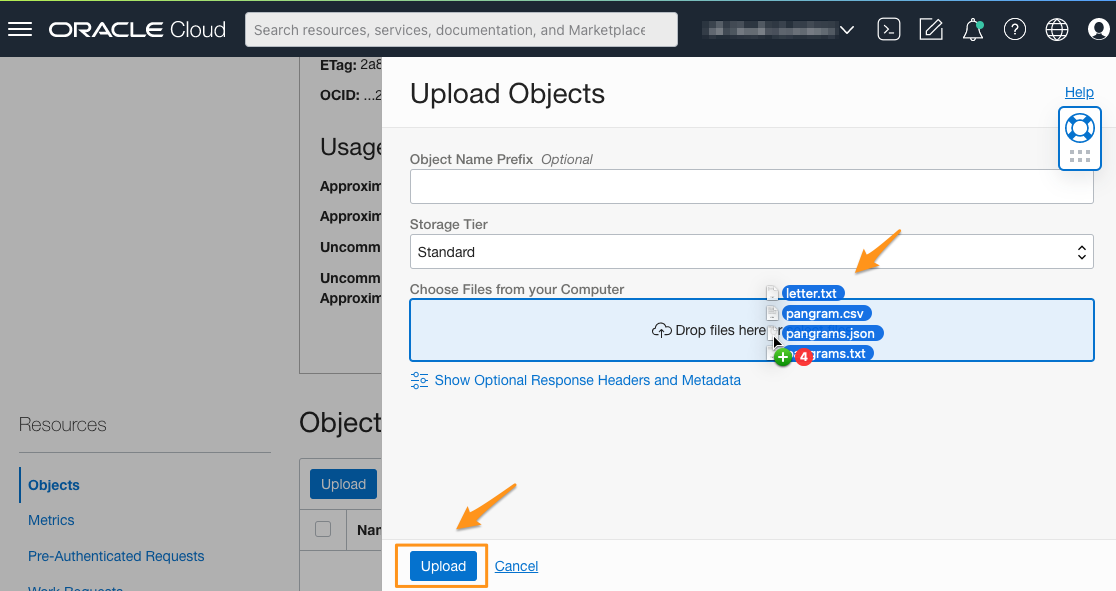 ORACLE Cloud
Search resources, services, documentation, and Marketplace
ETag: 2a8
OCID: ...2
Usage
Approxim
Approxim
Uncomm
Uncomm
Approxim
Resources
Objects
Metrics
Pre-Authenticated Requests
Work Requests
Object
Upload
Nar
Upload Objects
Help
Object Name Prefix Optional
Storage Tier
Standard
Choose Files from your Computer
Drop files here
letter.txt
pangram.csv
pangrams.json
pangrams.txt
4
Show Optional Response Headers and Metadata
Upload
Cancel